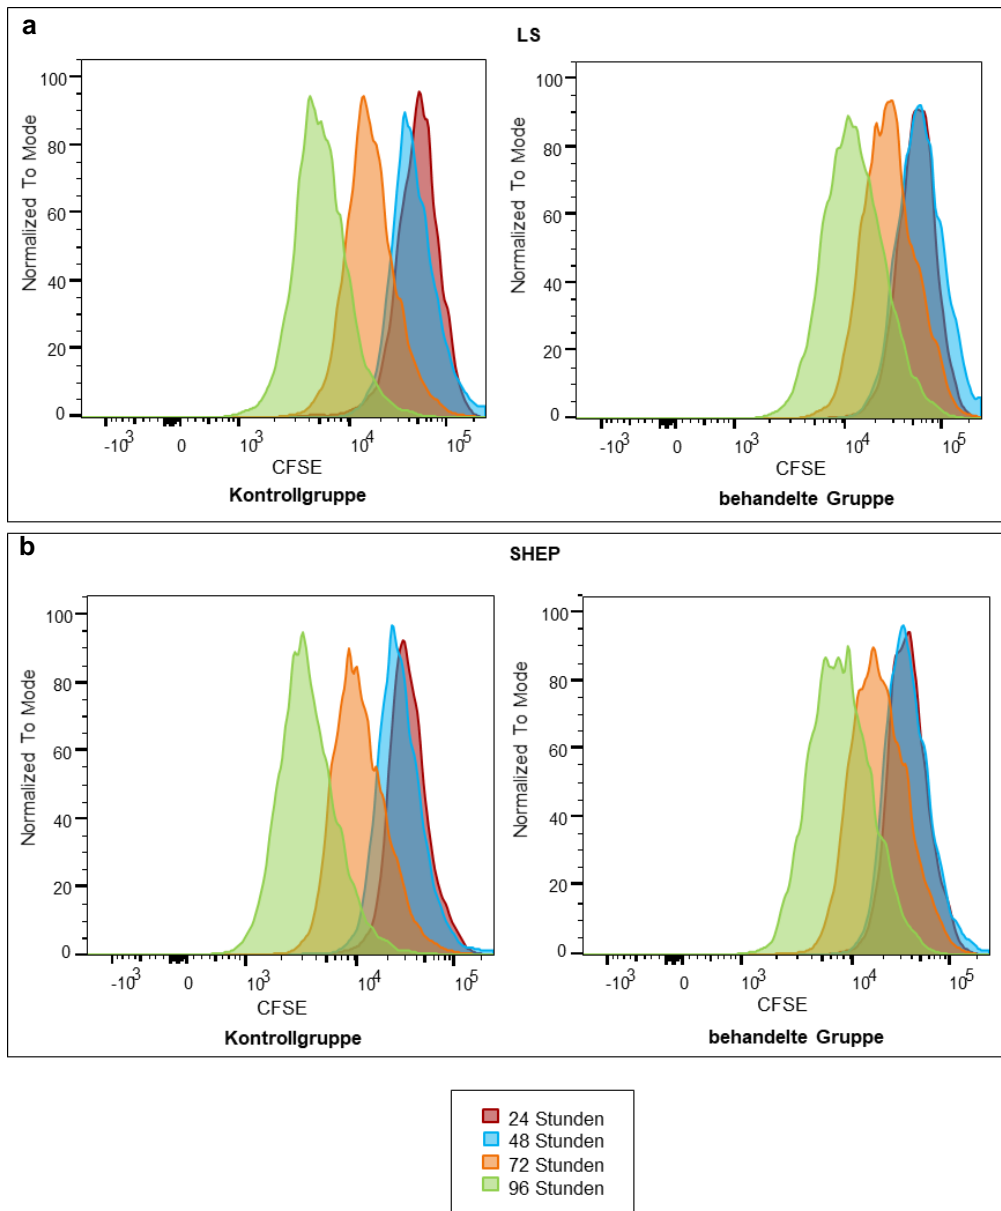 a
LS
Normalized To Mode
100
80
60
40
20
0
-10³ 0 10³ 10⁴ 10⁵
CFSE
Kontrollgruppe
Normalized To Mode
100
80
60
40
20
0
-10³ 0 10³ 10⁴ 10⁵
CFSE
behandelte Gruppe
b
SHEP
Normalized To Mode
100
80
60
40
20
0
-10³ 0 10³ 10⁴ 10⁵
CFSE
Kontrollgruppe
Normalized To Mode
100
80
60
40
20
0
-10³ 0 10³ 10⁴ 10⁵
CFSE
behandelte Gruppe
24 Stunden
48 Stunden
72 Stunden
96 Stunden